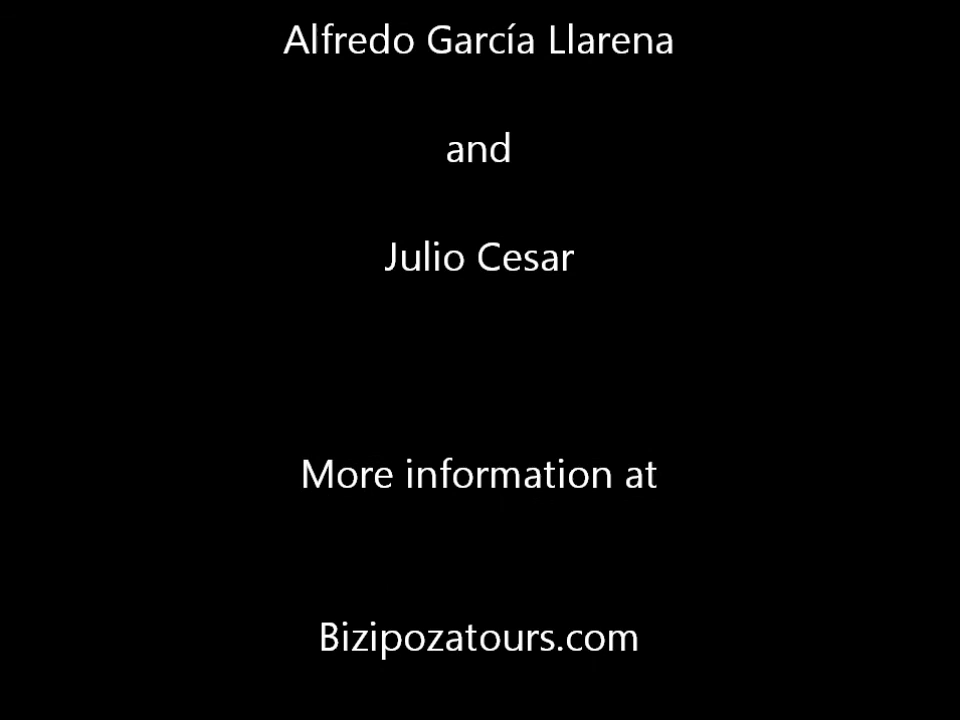 Alfredo García Llarena
and
Julio Cesar
More information at
Bizipozatours.com